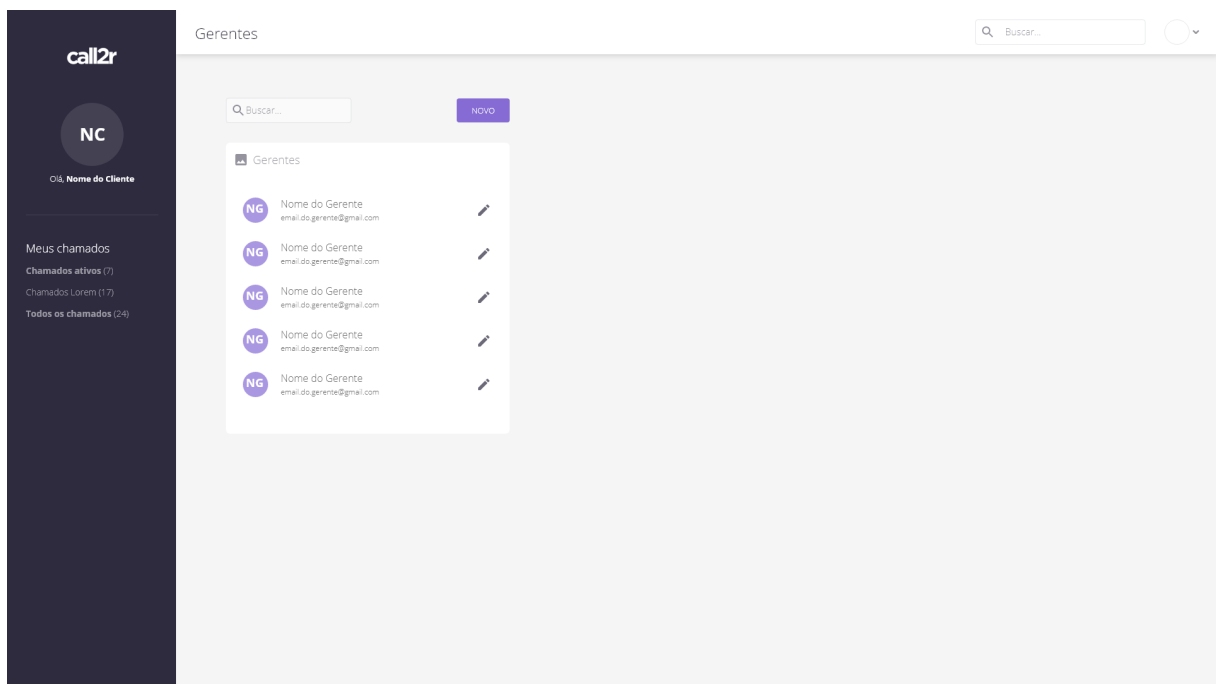 call2r
NC
Olá, Nome do Cliente
Meus chamados
Chamados ativos (7)
Chamados Lorem (17)
Todos os chamados (24)
Gerentes
Buscar...
Buscar...
NOVO
Gerentes
NG
Nome do Gerente
email.do.gerente@gmail.com
NG
Nome do Gerente
email.do.gerente@gmail.com
NG
Nome do Gerente
email.do.gerente@gmail.com
NG
Nome do Gerente
email.do.gerente@gmail.com
NG
Nome do Gerente
email.do.gerente@gmail.com